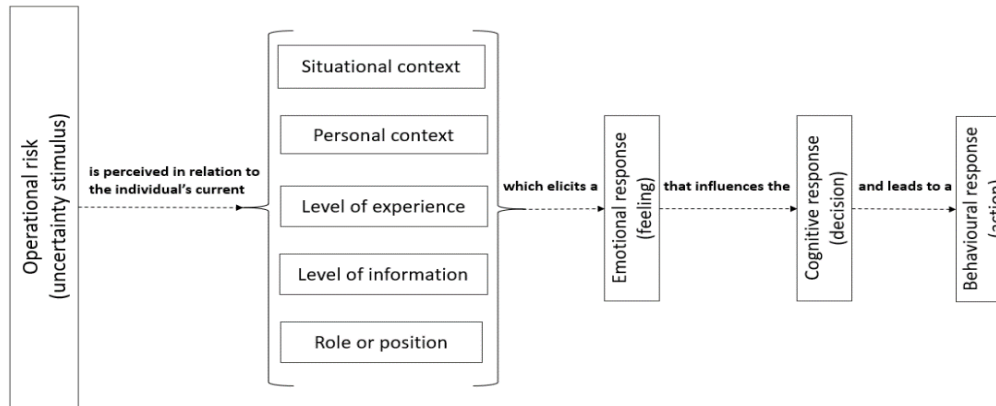 Operational risk
(uncertainty stimulus)
is perceived in relation to
the individual's current
Situational context
Personal context
Level of experience
Level of information
Role or position
which elicits a
Emotional response
(feeling)
that influences the
Cognitive response
(decision)
and leads to a
Behavioural response
(action)